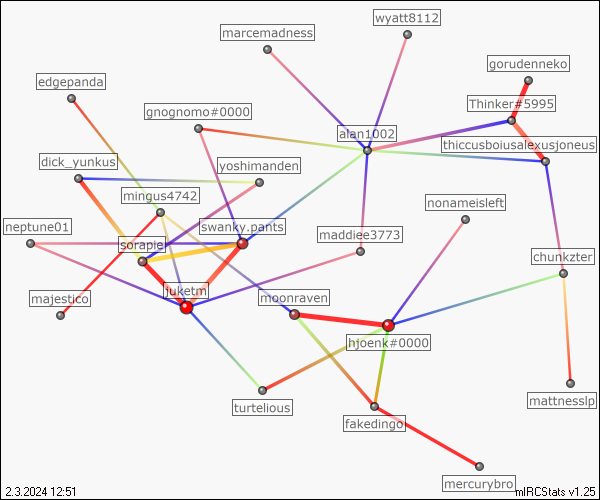 wyatt8112
marcemadness
gorudenneko
edgepanda
Thinker#5995
gnognomo#0000
alan1002
thiccusboiusalexusjoneus
dick_yunkus
yoshimanden
mingus4742
nonameisleft
neptune01
swanky.pants
maddiee3773
sorapie
chunkzter
juketm
majestico
moonraven
hjoenk#0000
mattnesslp
turtelious
fakedingo
mercurybro
2.3.2024 12:51
mIRCStats v1.25